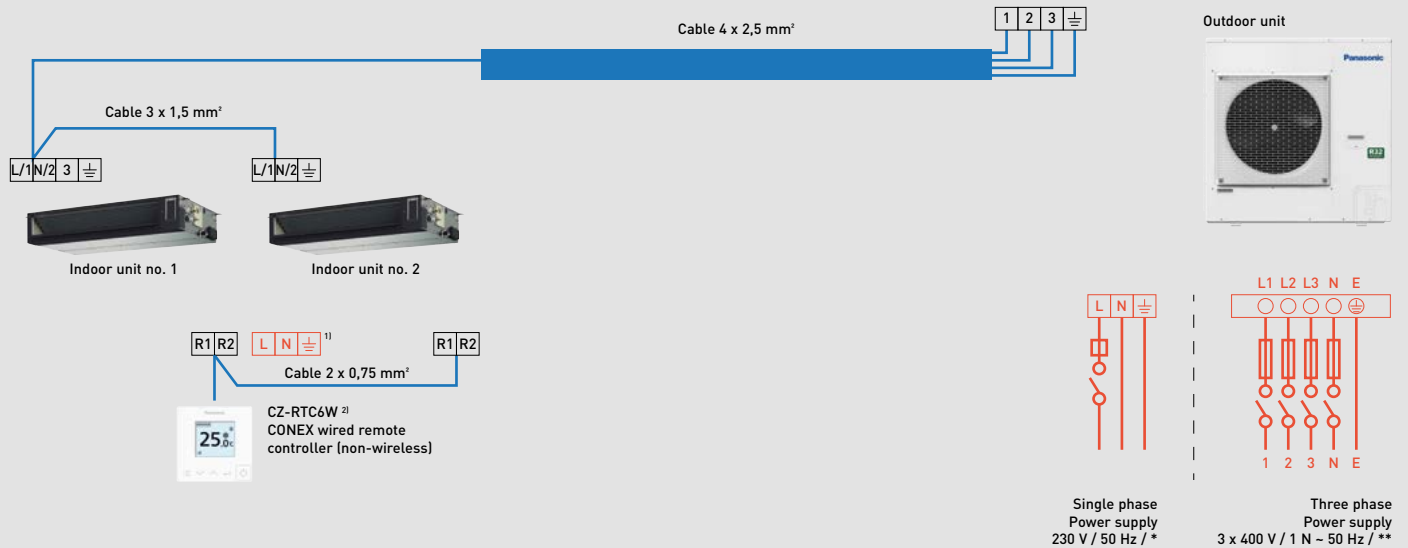 Cable 4 x 2,5 mm²
1 2 3
Outdoor unit
Panasonic
R32
Cable 3 x 1,5 mm²
L/1 N/2 3
L/1 N/2
Indoor unit no. 1
Indoor unit no. 2
R1 R2
L N 1)
R1 R2
Cable 2 x 0,75 mm²
CZ-RTC6W 2)
CONEX wired remote
controller (non-wireless)
Panasonic
25.0c
L N
L1 L2 L3 N E
1 2 3 N E
Single phase
Power supply
230 V / 50 Hz / *
Three phase
Power supply
3 x 400 V / 1 N ~ 50 Hz / **